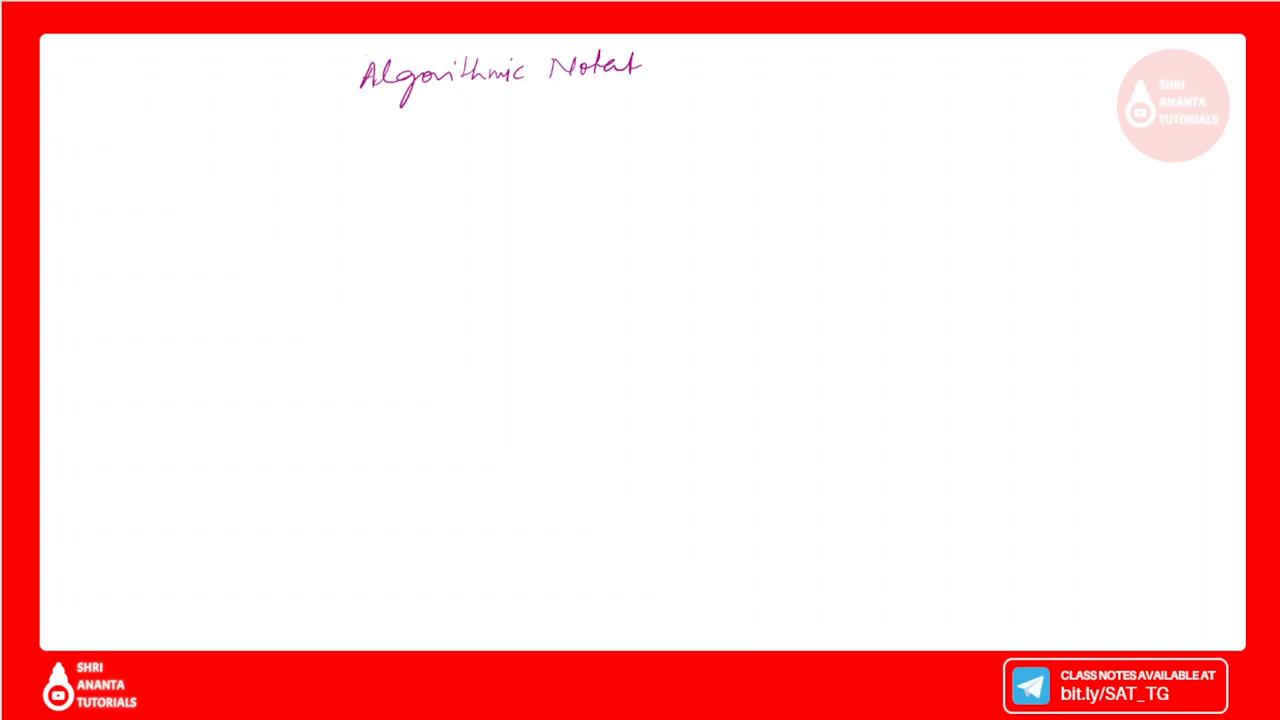 Algorithmic Notat
SHRI
ANANTA
TUTORIALS
SHRI
ANANTA
TUTORIALS
CLASS NOTES AVAILABLE AT
bit.ly/SAT_TG